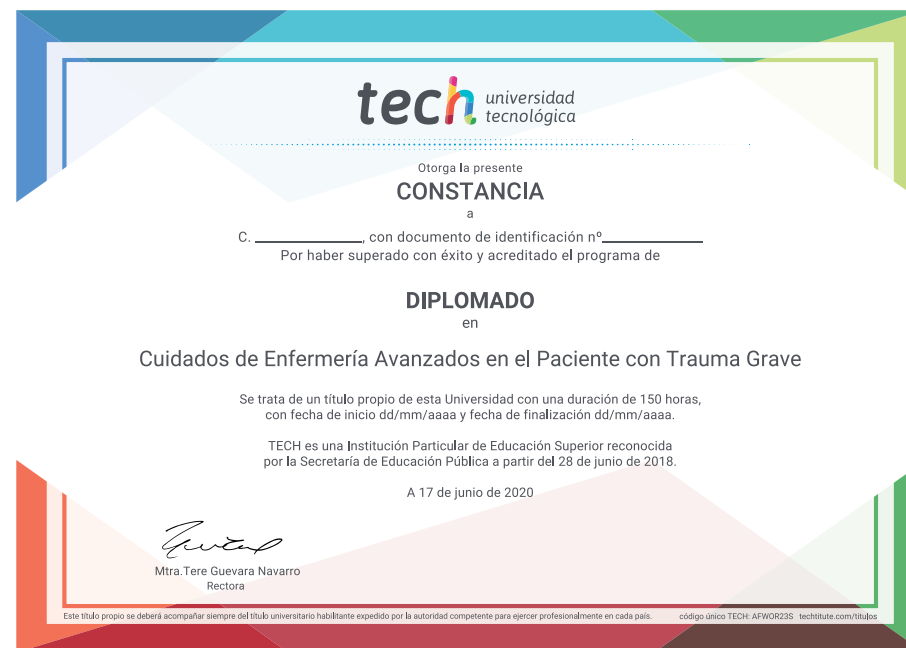 tech universidad
tecnológica
Otorga la presente
CONSTANCIA
a
C. ____________, con documento de identificación nº____________
Por haber superado con éxito y acreditado el programa de
DIPLOMADO
en
Cuidados de Enfermería Avanzados en el Paciente con Trauma Grave
Se trata de un título propio de esta Universidad con una duración de 150 horas,
con fecha de inicio dd/mm/aaaa y fecha de finalización dd/mm/aaaa.
TECH es una Institución Particular de Educación Superior reconocida
por la Secretaría de Educación Pública a partir del 28 de junio de 2018.
A 17 de junio de 2020
Mtra.Tere Guevara Navarro
Rectora
Este título propio se deberá acompañar siempre del título universitario habilitante expedido por la autoridad competente para ejercer profesionalmente en cada país. código único TECH: AFWOR23S techtitute.com/titulos